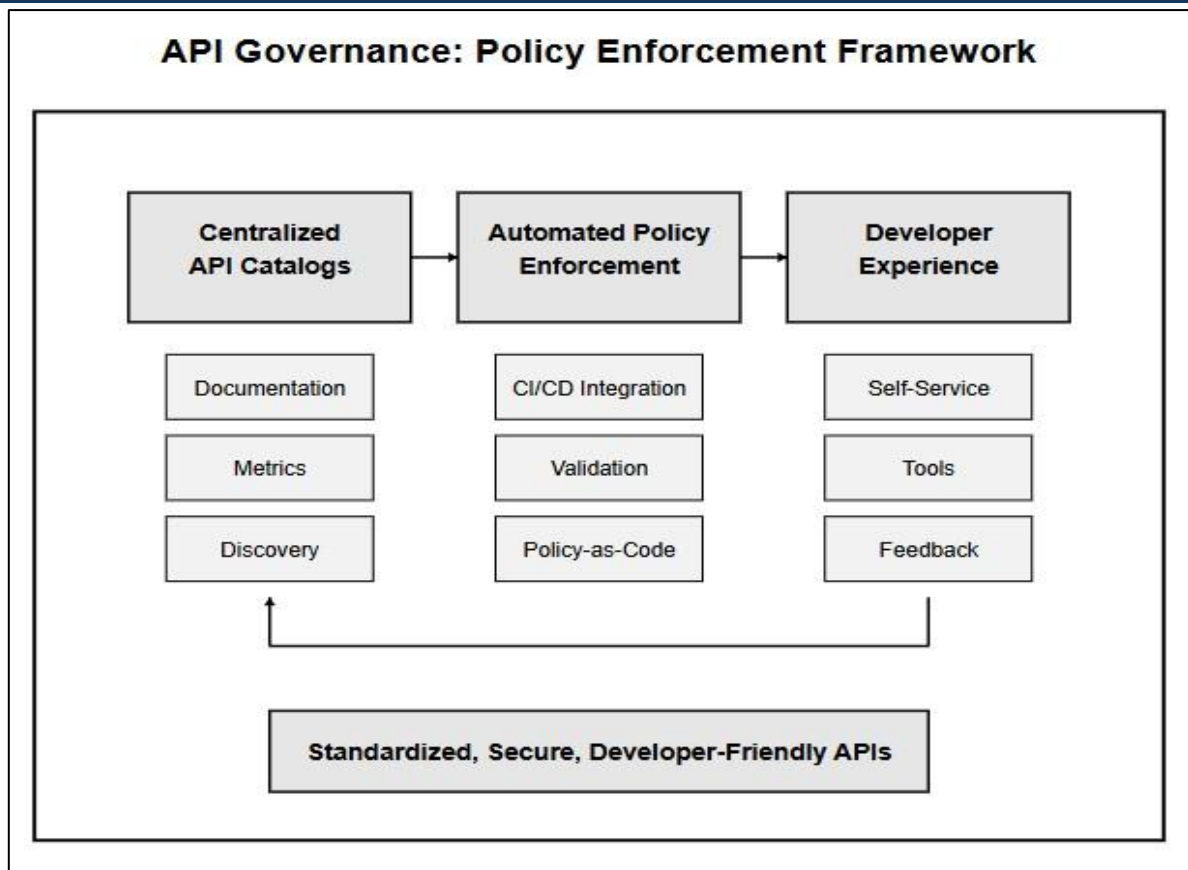 API Governance: Policy Enforcement Framework
Centralized
API Catalogs
Automated Policy
Enforcement
Developer
Experience
Documentation
CI/CD Integration
Self-Service
Metrics
Validation
Tools
Discovery
Policy-as-Code
Feedback
Standardized, Secure, Developer-Friendly APIs